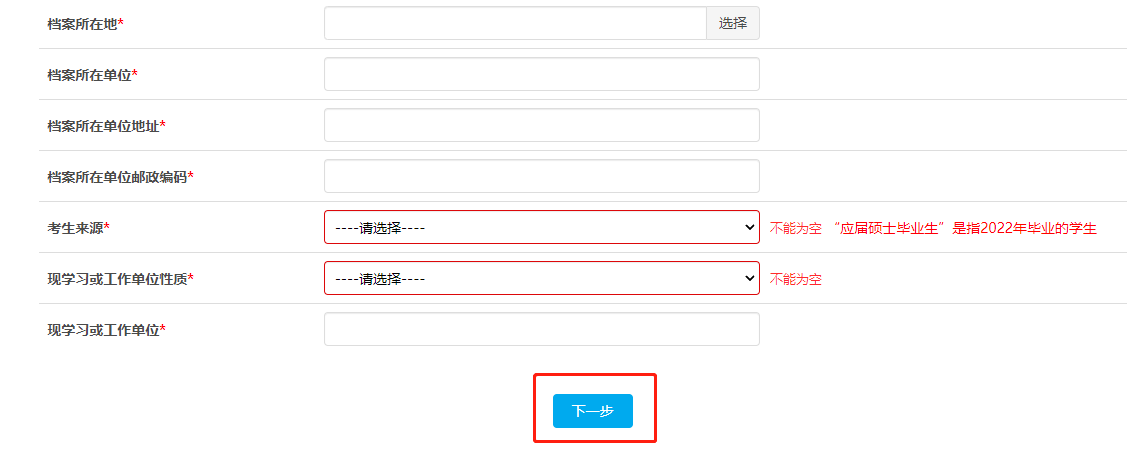 档案所在地* 选择
档案所在单位*
档案所在单位地址*
档案所在单位邮政编码*
考生来源* ----请选择---- 不能为空 “应届硕士毕业生”是指2022年毕业的学生
现学习或工作单位性质* ----请选择---- 不能为空
现学习或工作单位*
下一步